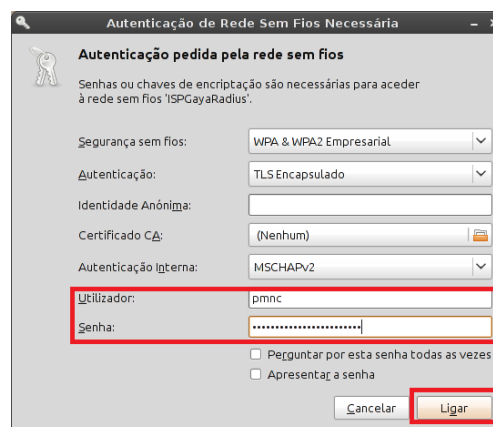 Autenticação de Rede Sem Fios Necessária
Autenticação pedida pela rede sem fios
Senhas ou chaves de encriptação são necessárias para aceder
à rede sem fios 'ISPGayaRadius'.
Segurança sem fios: WPA & WPA2 Empresarial
Autenticação: TLS Encapsulado
Identidade Anónima:
Certificado CA: (Nenhum)
Autenticação Interna: MSCHAPv2
Utilizador: pmnc
Senha: ••••••••••••••••••••••••
Perguntar por esta senha todas as vezes
Apresentar a senha
Cancelar Ligar